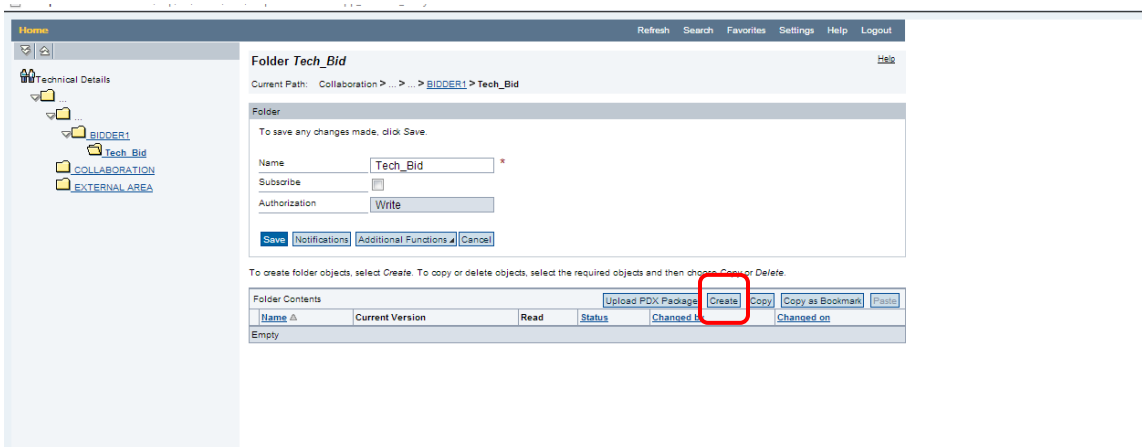 Home
Refresh Search Favorites Settings Help Logout
Technical Details
...
...
BIDDER1
Tech_Bid
COLLABORATION
EXTERNAL AREA
Folder Tech_Bid
Help
Current Path: Collaboration > ... > ... > BIDDER1 > Tech_Bid
Folder
To save any changes made, click Save.
Name Tech_Bid *
Subscribe
Authorization Write
Save Notifications Additional Functions Cancel
To create folder objects, select Create. To copy or delete objects, select the required objects and then choose Copy or Delete.
Folder Contents
Upload PDX Package Create Copy Copy as Bookmark Paste
Name Current Version Read Status Changed by Changed on
Empty